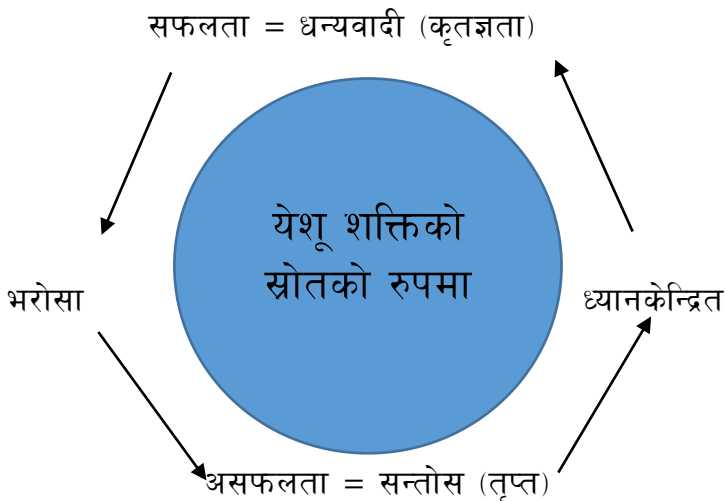 सफलता = धन्यवादी (कृतज्ञता)
येशू शक्तिको
स्रोतको रुपमा
भरोसा
ध्यानकेन्द्रित
असफलता = सन्तोस (तृप्त)